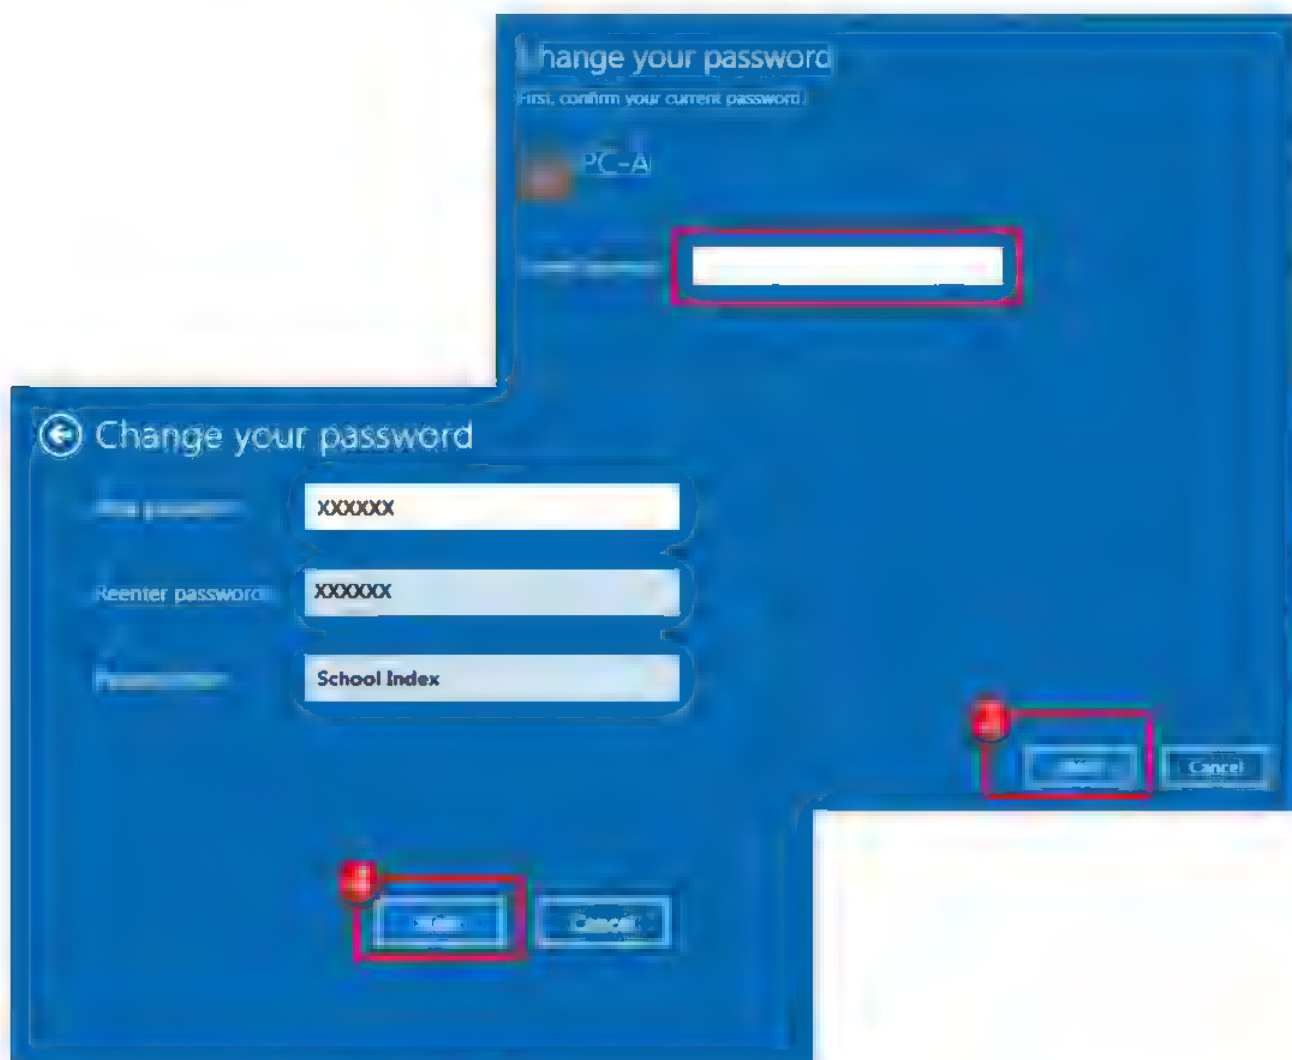 Change your password
First, confirm your current password.
PC-A
Cancel
Change your password
XXXXXX
Reenter password
XXXXXX
School Index
Cancel